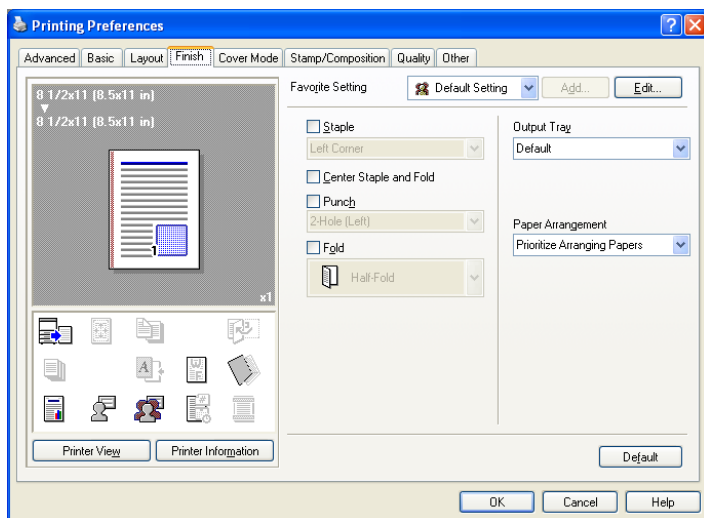 Printing Preferences
Advanced Basic Layout Finish Cover Mode Stamp/Composition Quality Other
8 1/2x11 (8.5x11 in)
8 1/2x11 (8.5x11 in)
1
x1
Printer View Printer Information
Favorite Setting Default Setting Add... Edit...
Staple
Left Corner
Center Staple and Fold
Punch
2-Hole (Left)
Fold
Half-Fold
Output Tray
Default
Paper Arrangement
Prioritize Arranging Papers
Default
OK Cancel Help